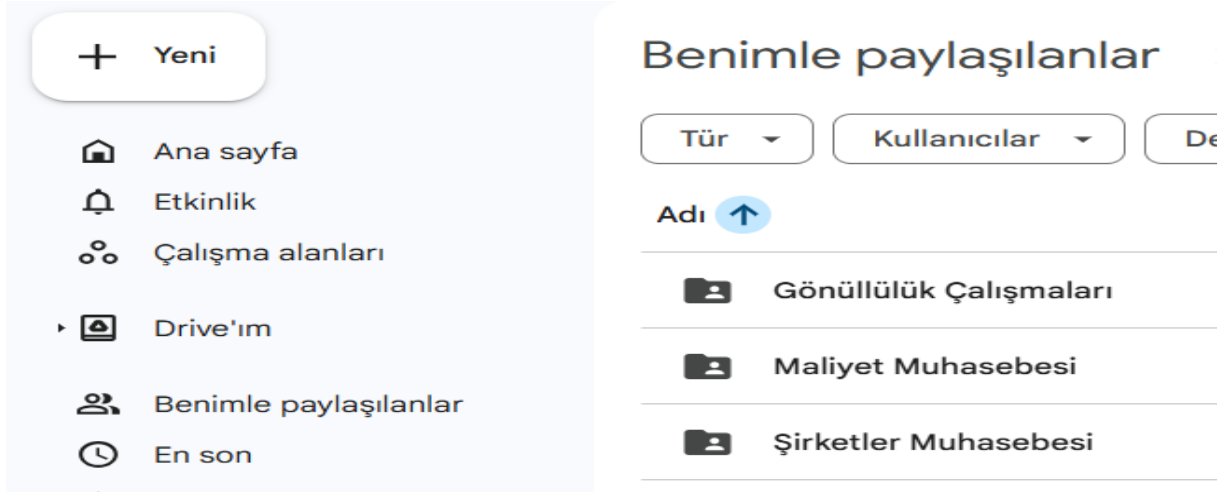 Yeni
Ana sayfa
Etkinlik
Çalışma alanları
Drive'ım
Benimle paylaşılanlar
En son
Benimle paylaşılanlar
Tür
Kullanıcılar
Adı
Gönüllülük Çalışmaları
Maliyet Muhasebesi
Şirketler Muhasebesi